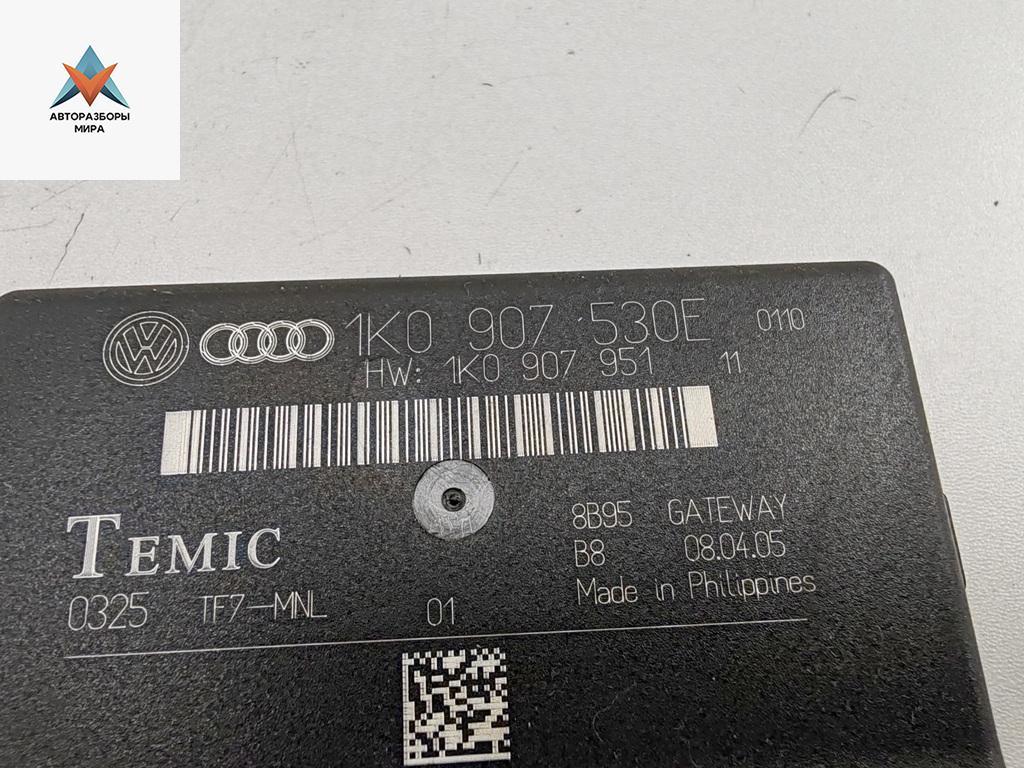 АВТОРАЗБОРЫ
МИРА
1K0 907 530E 0110
HW: 1K0 907 951 11
TEMIC
8B95 GATEWAY
B8 08.04.05
Made in Philippines
0325 TF7-MNL 01